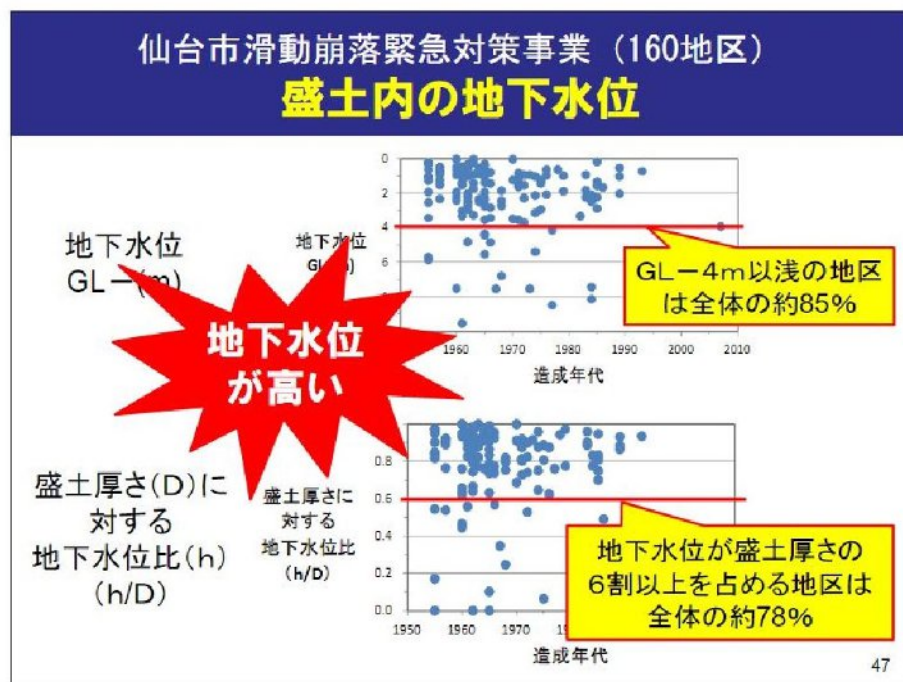 仙台市滑動崩落緊急対策事業（160地区）
盛土内の地下水位
地下水位
GL－(m)
地下水位
0
2
4
6
1960
1970
1980
1990
2000
2010
造成年代
GL－4m以浅の地区
は全体の約85%
地下水位
が高い
盛土厚さ(D)に
対する
地下水位比(h)
(h/D)
盛土厚さに
対する
地下水位比
(h/D)
0.8
0.6
0.4
0.2
0.0
1950
1960
1970
造成年代
地下水位が盛土厚さの
6割以上を占める地区は
全体の約78%
47